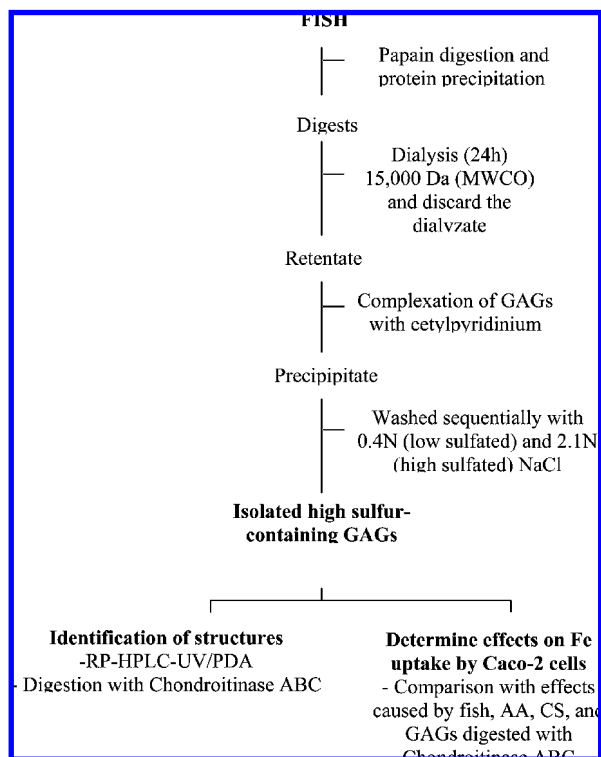 FISH
Papain digestion and
protein precipitation
Digests
Dialysis (24h)
15,000 Da (MWCO)
and discard the
dialyzate
Retentate
Complexation of GAGs
with cetylpyridinium
Precipipitate
Washed sequentially with
0.4N (low sulfated) and 2.1N
(high sulfated) NaCl
Isolated high sulfur-
containing GAGs
Identification of structures
-RP-HPLC-UV/PDA
- Digestion with Chondroitinase ABC
Determine effects on Fe
uptake by Caco-2 cells
- Comparison with effects
caused by fish, AA, CS, and
GAGs digested with
Chondroitinase ABC